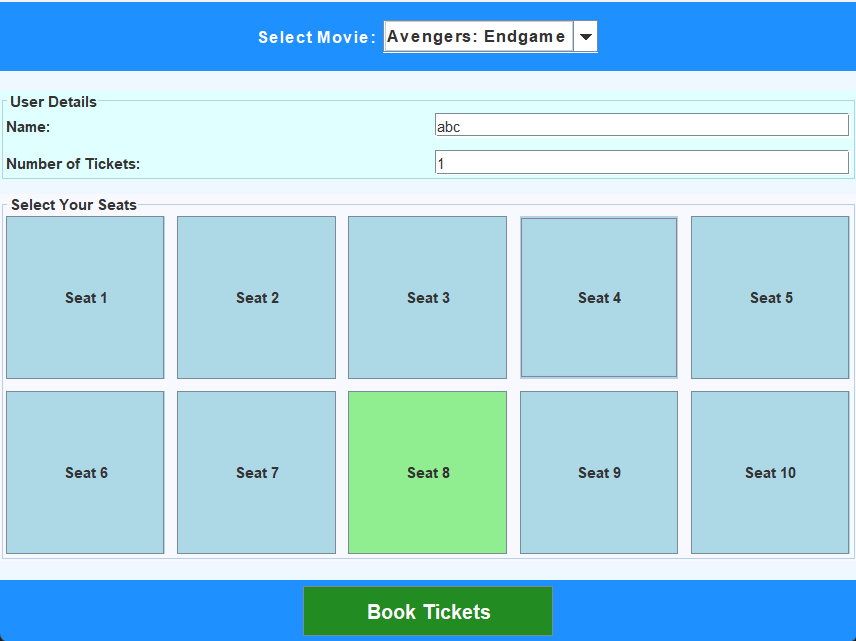 Select Movie: Avengers: Endgame
User Details
Name: abc
Number of Tickets: 1
Select Your Seats
Seat 1 Seat 2 Seat 3 Seat 4 Seat 5
Seat 6 Seat 7 Seat 8 Seat 9 Seat 10
Book Tickets